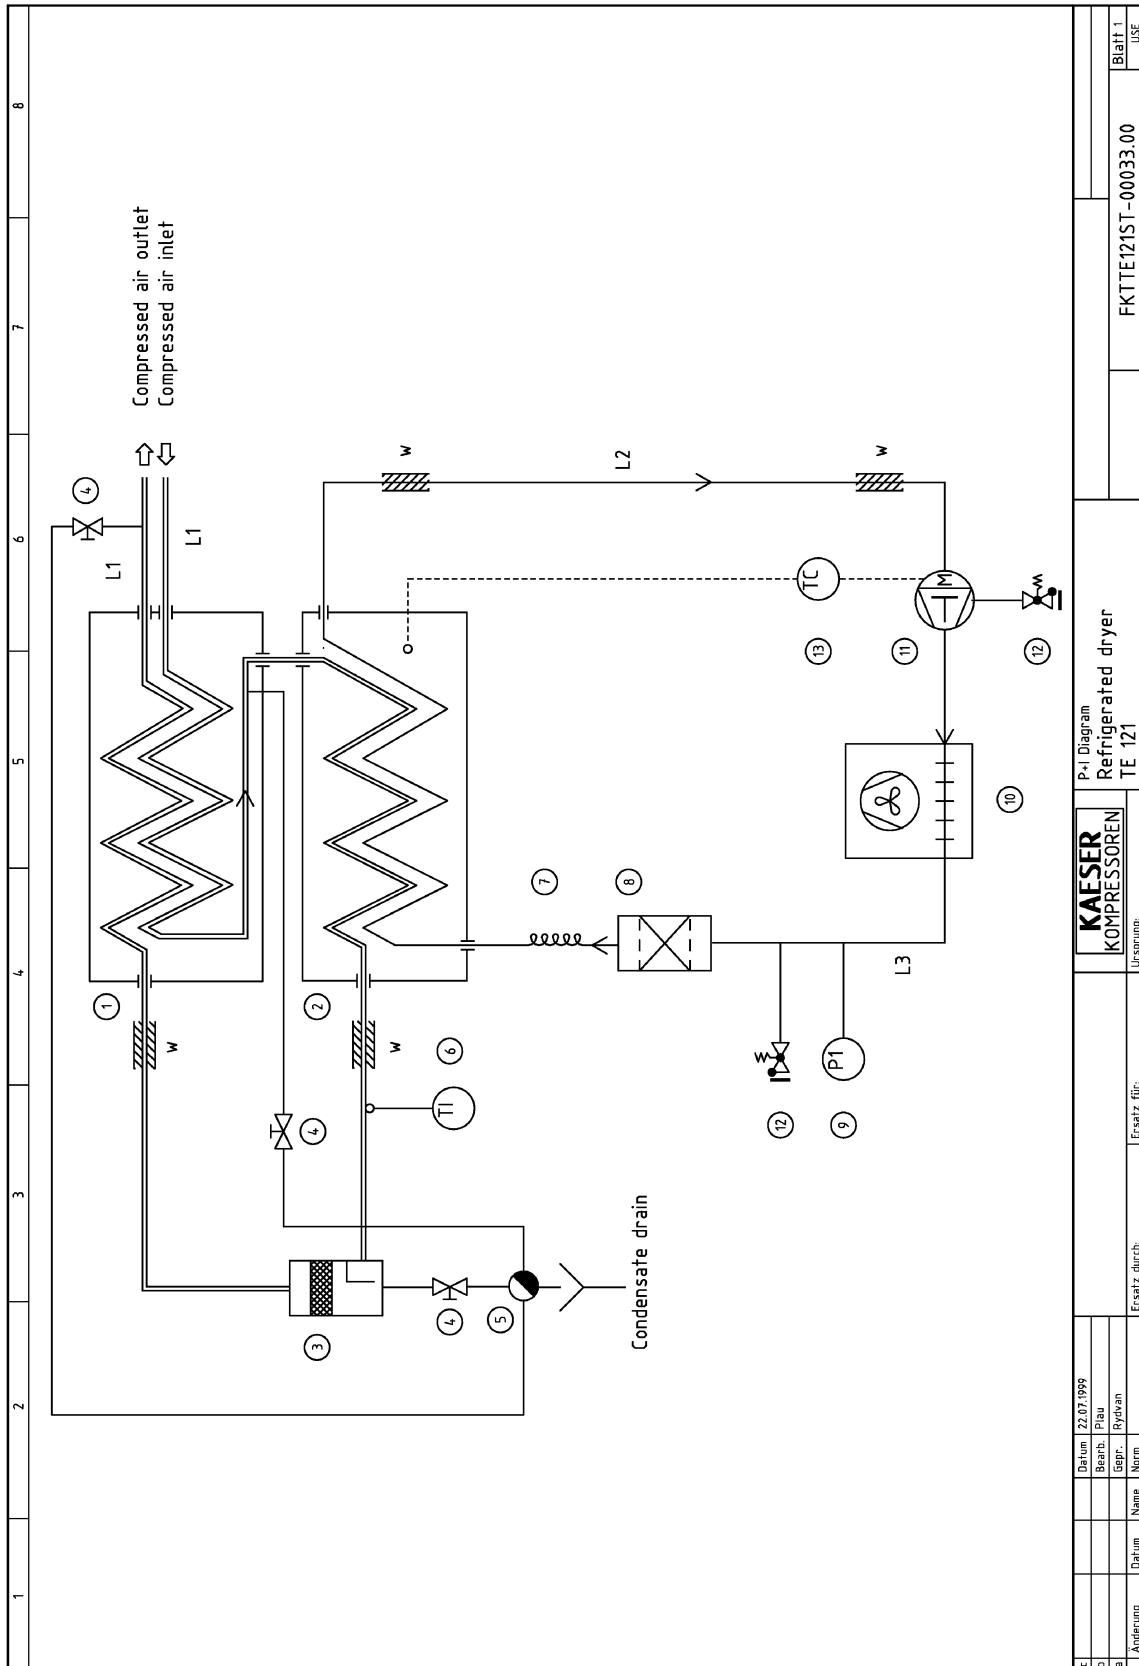 8
7
6
5
4
3
2
1
Compressed air outlet
Compressed air inlet
4
L1
L1
W
L2
W
TC
13
M
11
12
10
1
W
2
W
6
TI
4
7
8
L3
12
P1
9
3
4
5
Condensate drain
P+I Diagram
Refrigerated dryer
TE 121
KAESER
KOMPRESSOREN
FKTTE121ST-00033.00
Blatt 1
USE
Ursprung:
Ersatz für:
Ersatz durch:
Datum 22.07.1999
Bearb. Plau
Gepr. Rydvan
Änderung Datum Name Norm